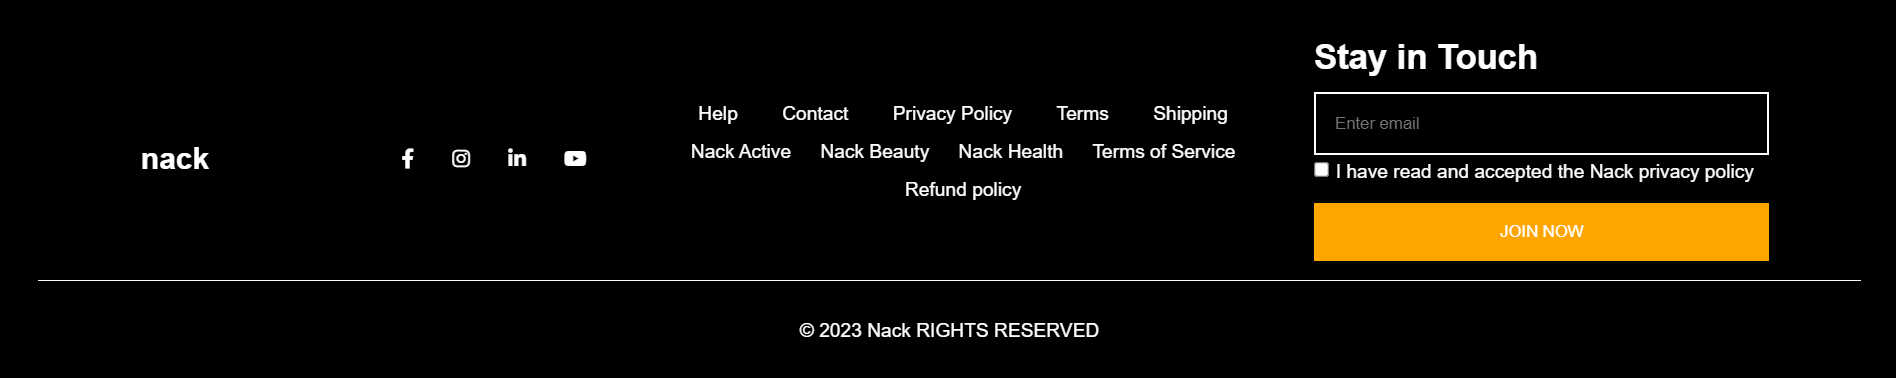 nack
Help Contact Privacy Policy Terms Shipping
Nack Active Nack Beauty Nack Health Terms of Service
Refund policy
Stay in Touch
Enter email
I have read and accepted the Nack privacy policy
JOIN NOW
© 2023 Nack RIGHTS RESERVED